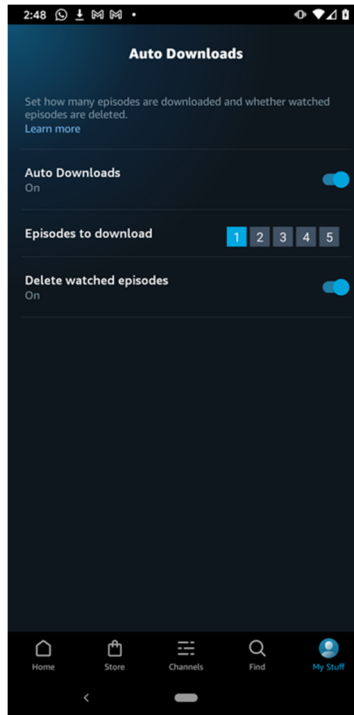 2:48
Auto Downloads
Set how many episodes are downloaded and whether watched
episodes are deleted.
Learn more
Auto Downloads
On
Episodes to download 1 2 3 4 5
Delete watched episodes
On
Home Store Channels Find My Stuff